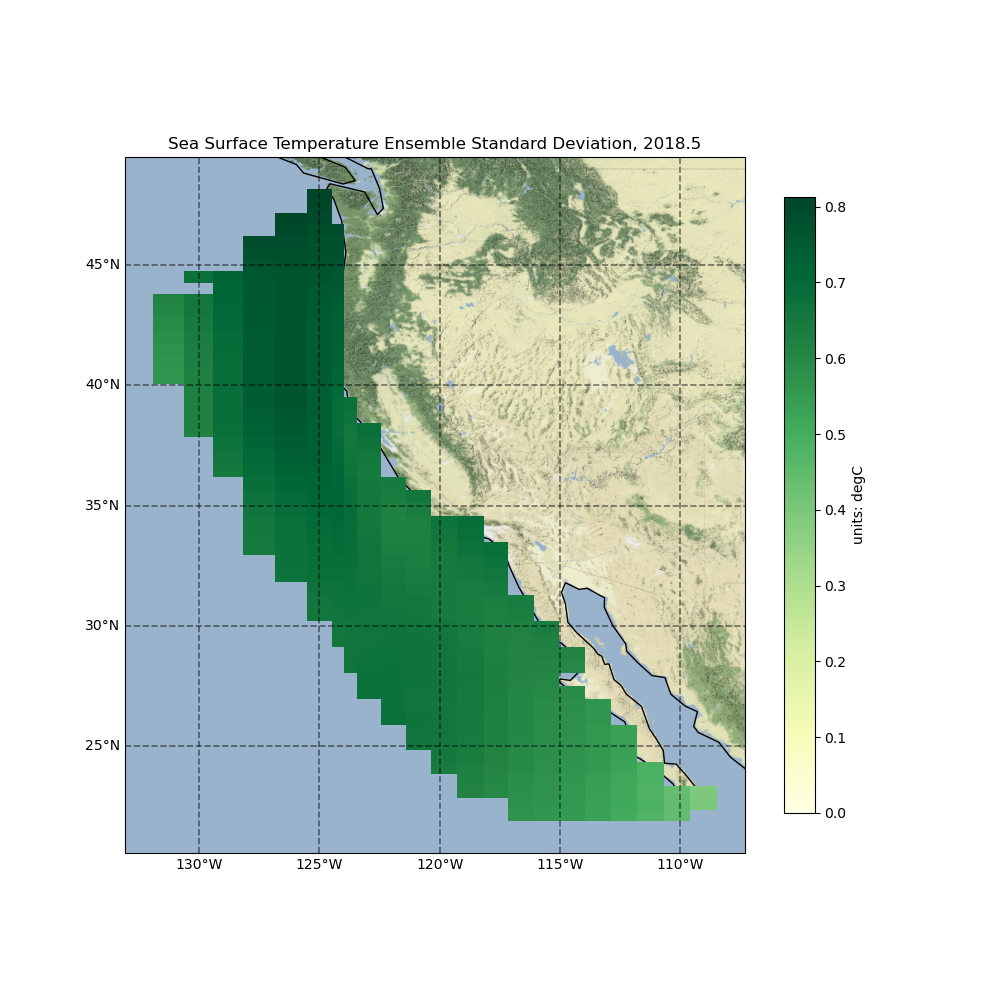 Sea Surface Temperature Ensemble Standard Deviation, 2018.5
45°N
40°N
35°N
30°N
25°N
130°W
125°W
120°W
115°W
110°W
0.8
0.7
0.6
0.5
0.4
0.3
0.2
0.1
0.0
units: degC